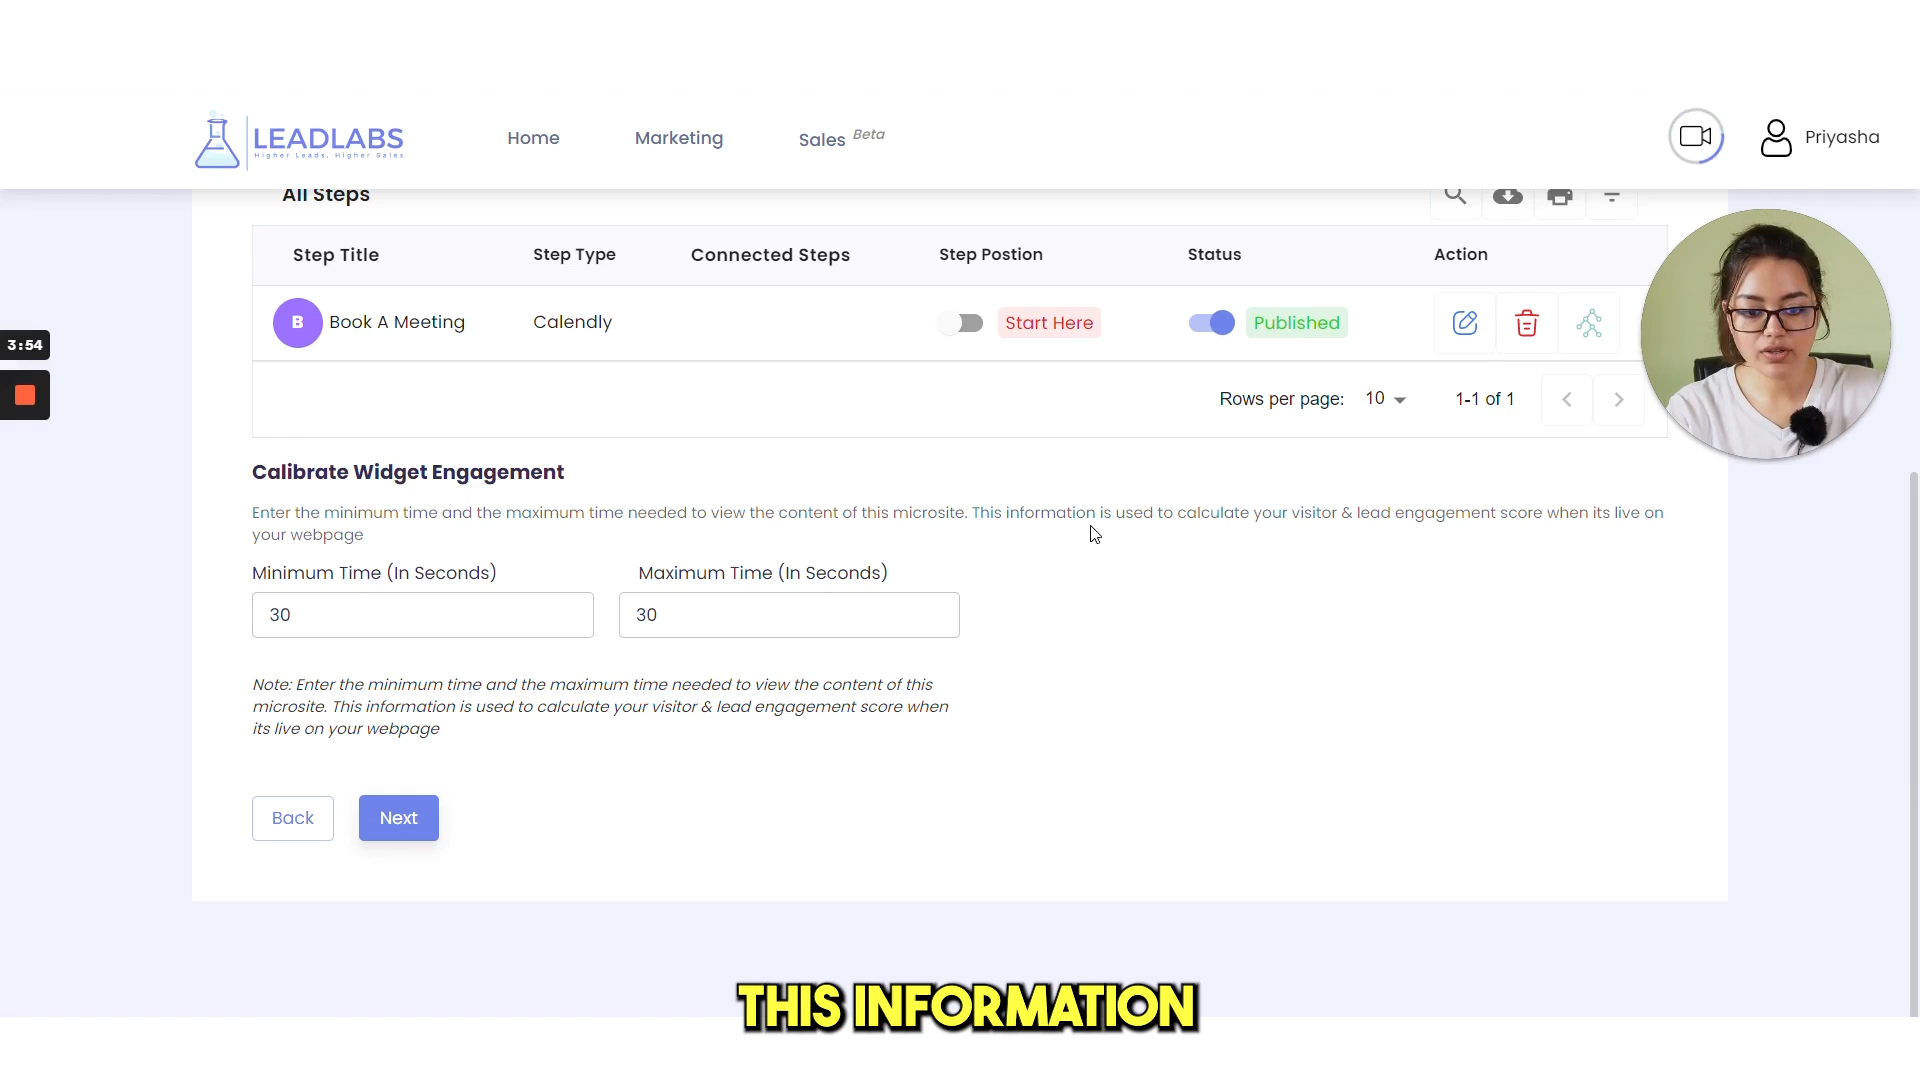 LEADLABS
Higher Leads, Higher Sales
Home
Marketing
Sales Beta
Priyasha
All Steps
Step Title
Step Type
Connected Steps
Step Postion
Status
Action
B
Book A Meeting
Calendly
Start Here
Published
3:54
Rows per page: 10
1-1 of 1
Calibrate Widget Engagement
Enter the minimum time and the maximum time needed to view the content of this microsite. This information is used to calculate your visitor & lead engagement score when its live on
your webpage
Minimum Time (In Seconds)
Maximum Time (In Seconds)
30
30
Note: Enter the minimum time and the maximum time needed to view the content of this
microsite. This information is used to calculate your visitor & lead engagement score when
its live on your webpage
Back
Next
THIS INFORMATION